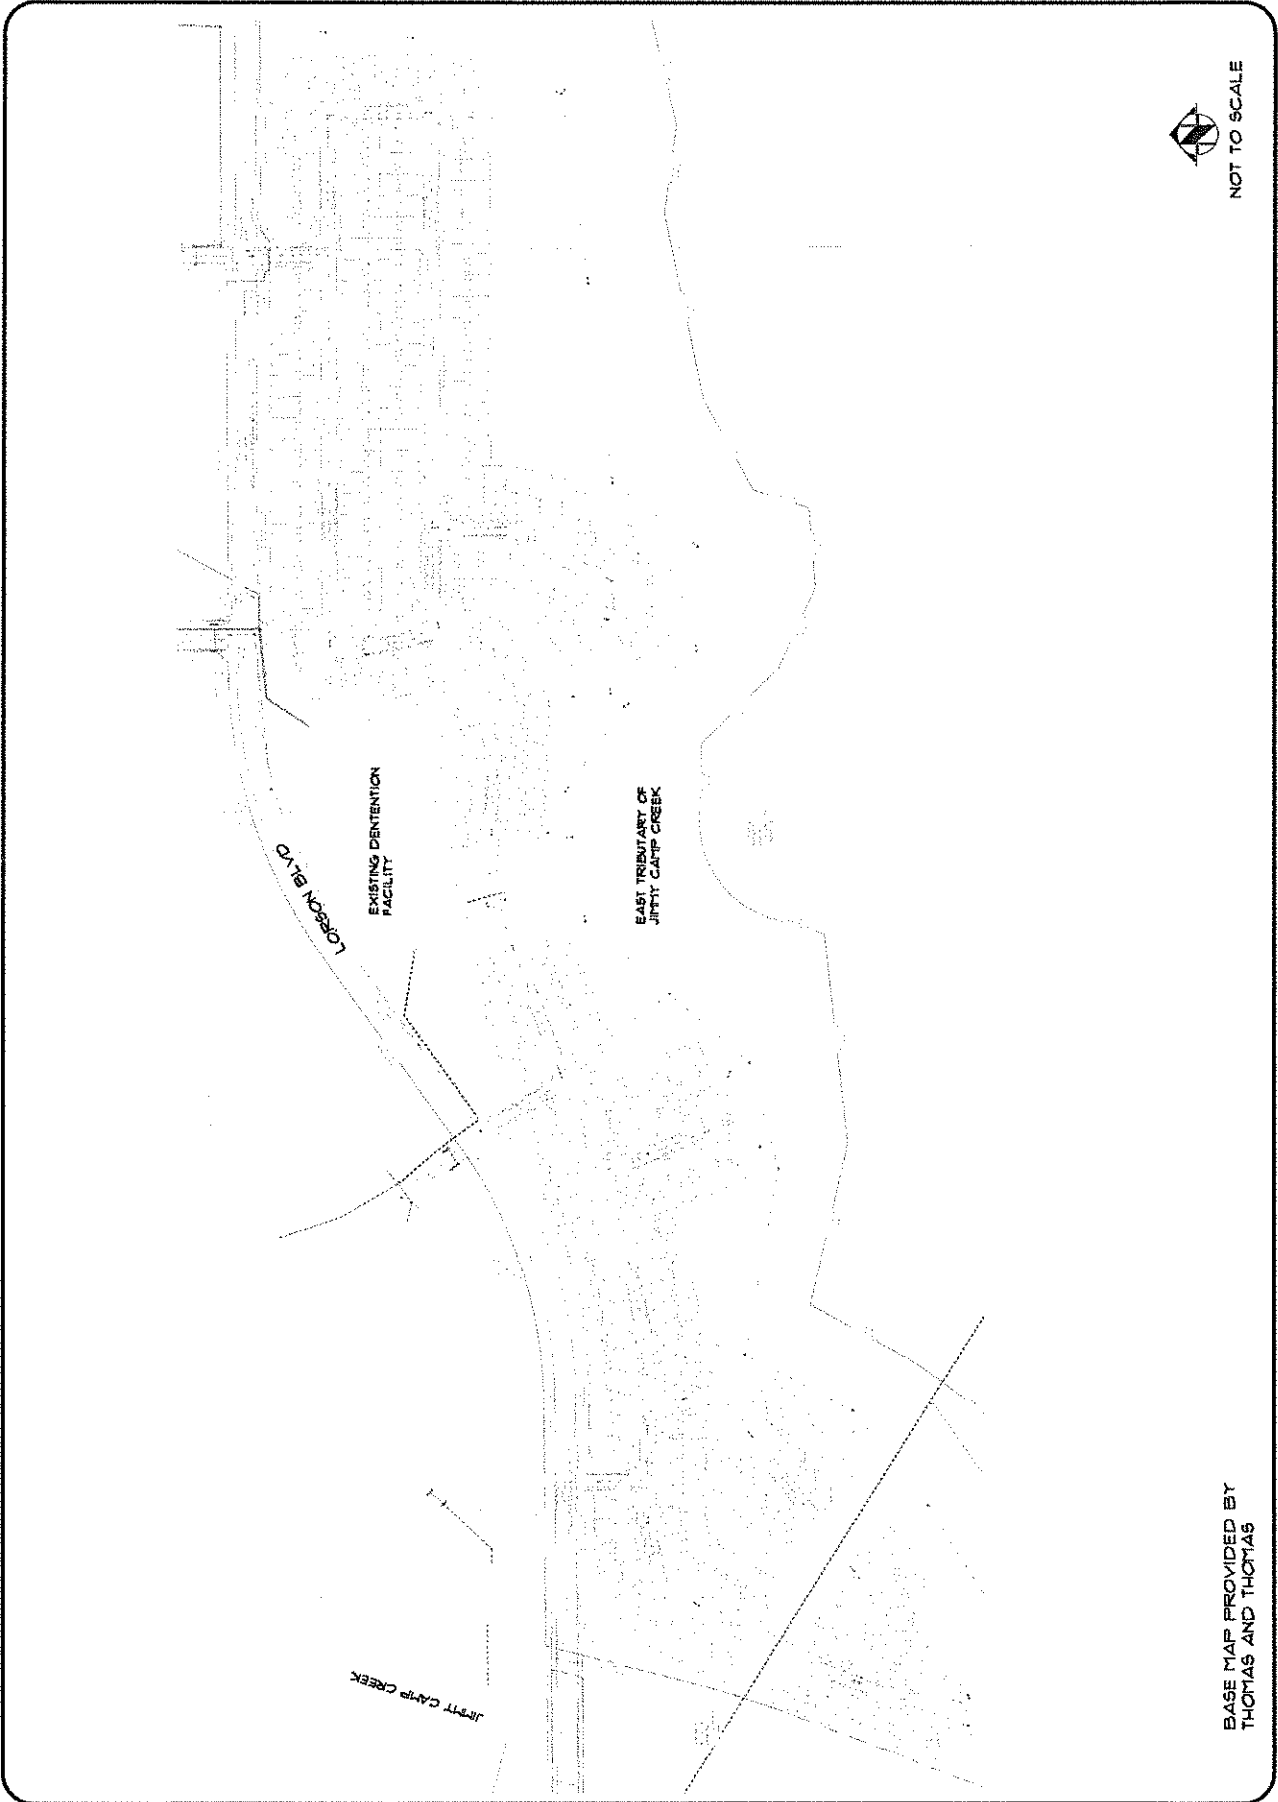 LORSON BLVD
EXISTING DENTENTION
FACILITY
EAST TRIBUTARY OF
JIMMY CAMP CREEK
JIMMY CAMP CREEK
N
NOT TO SCALE
BASE MAP PROVIDED BY
THOMAS AND THOMAS